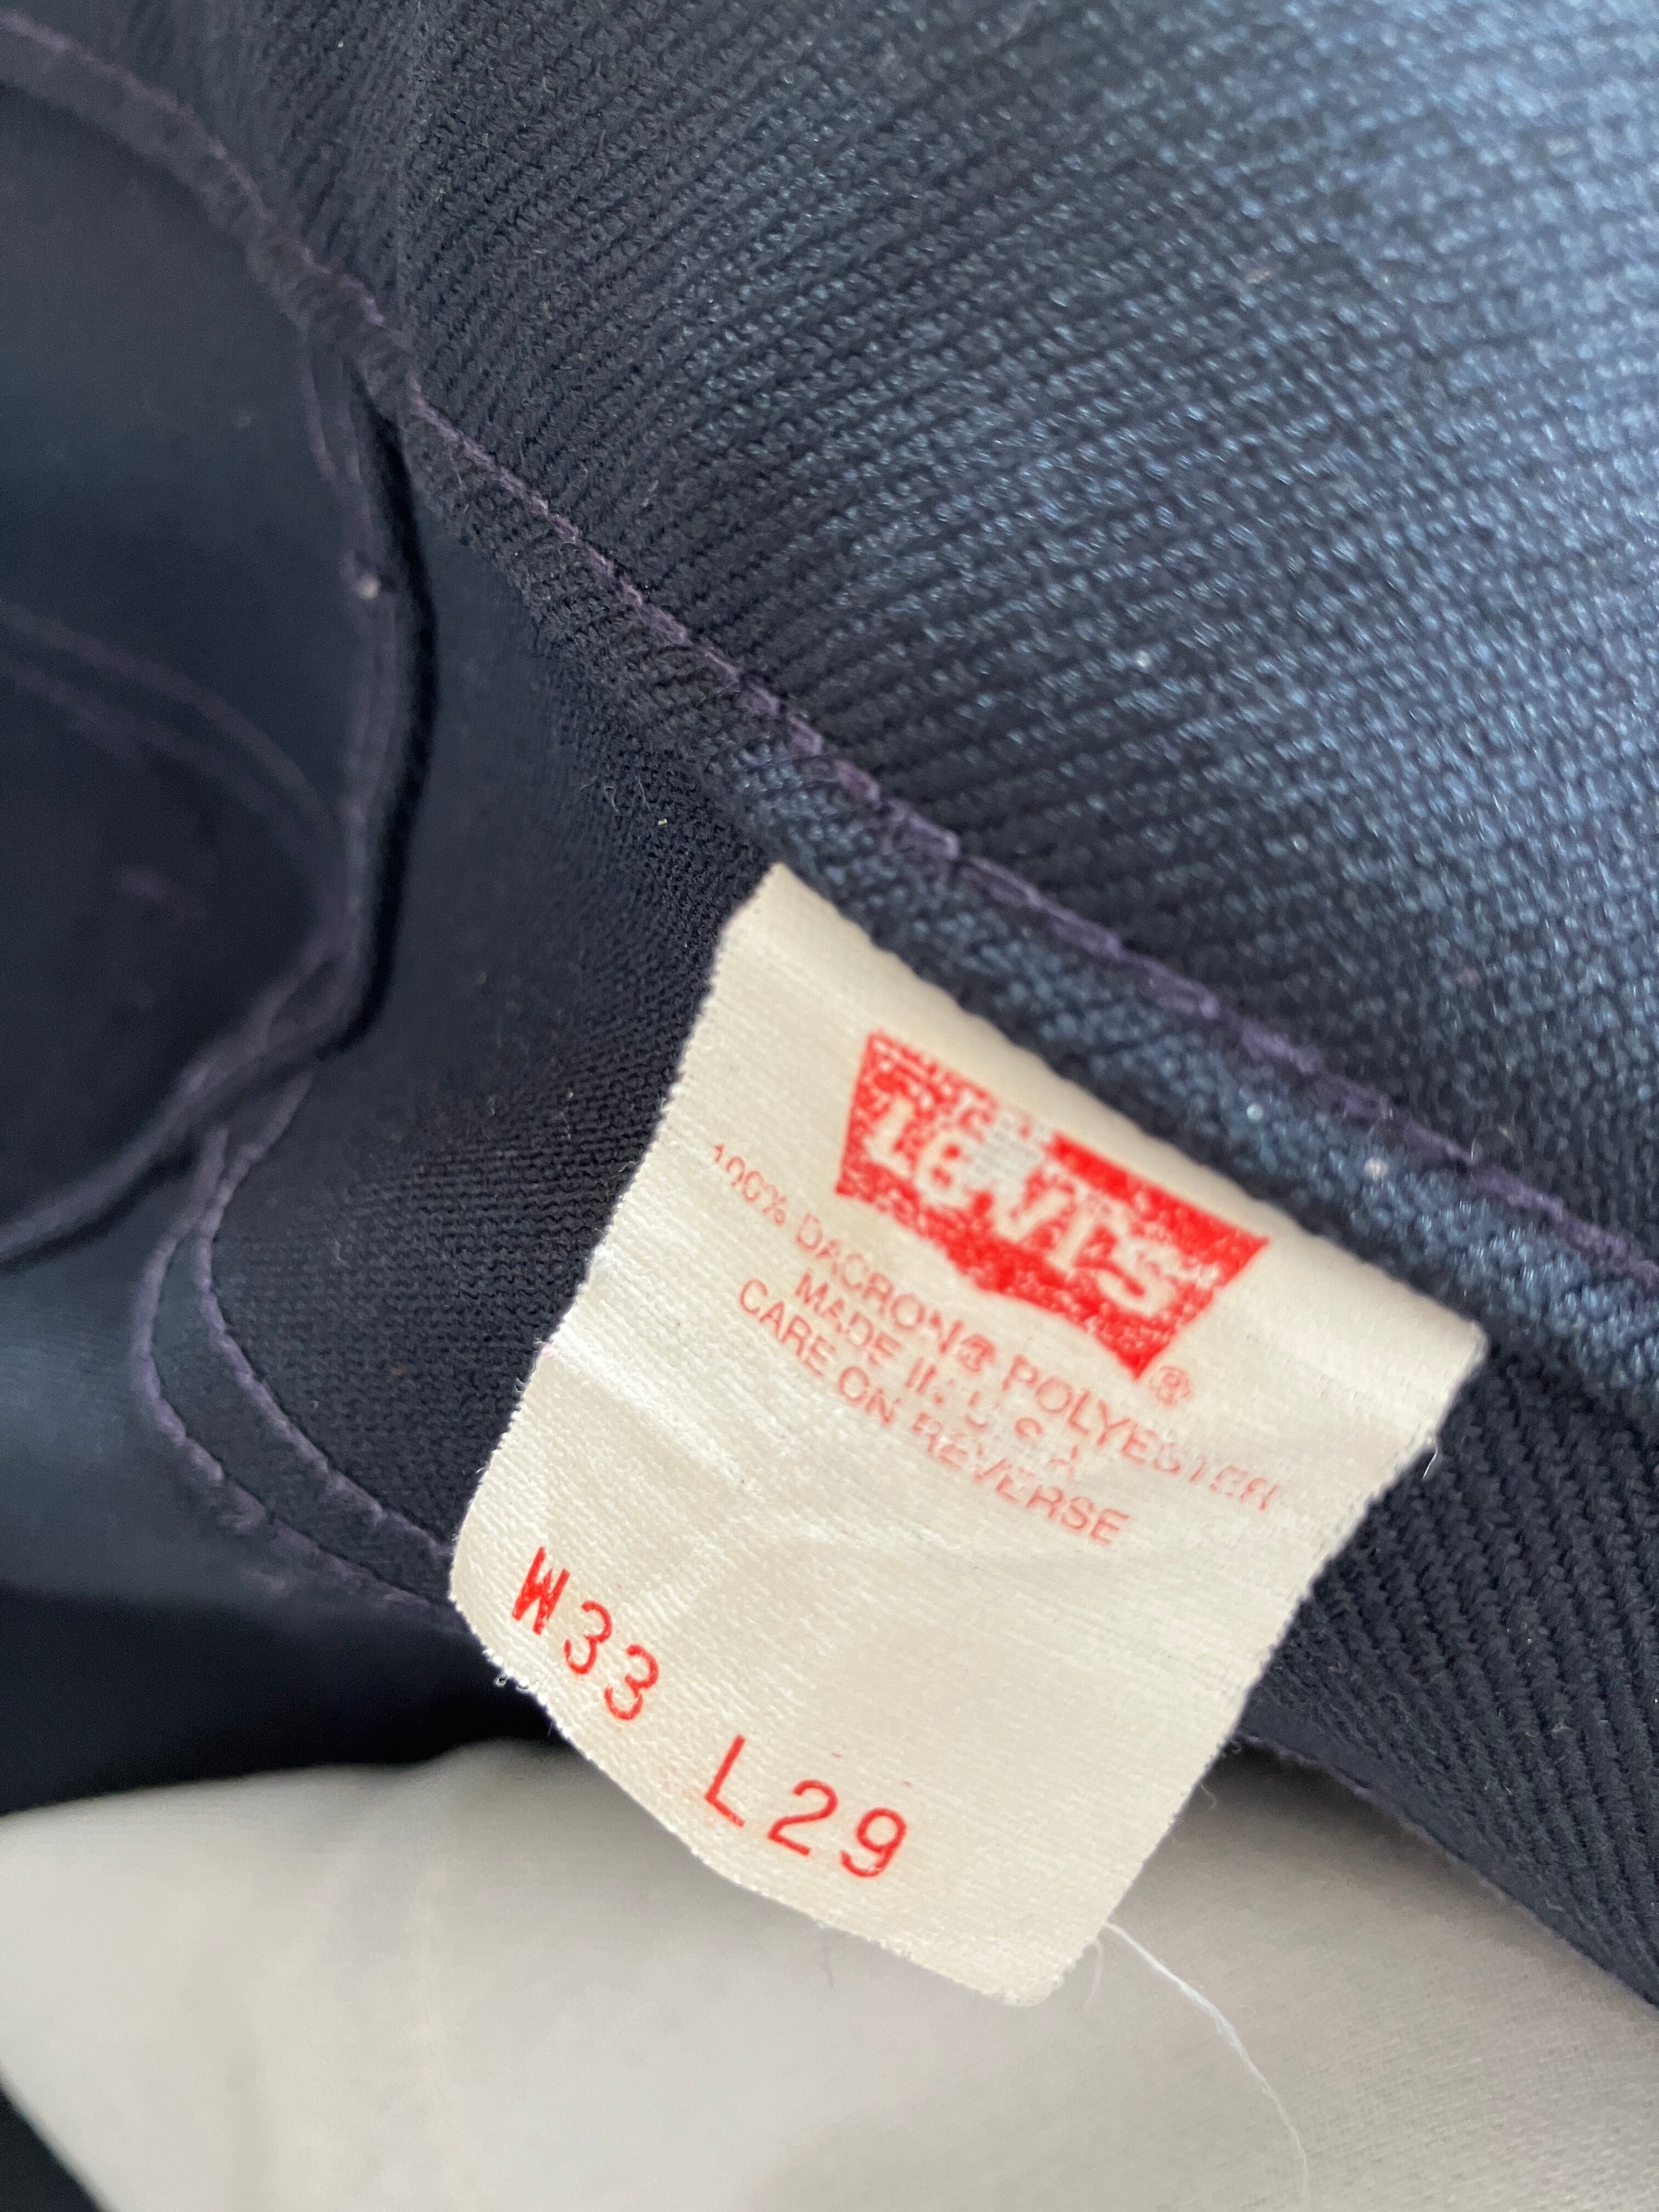 LEVI'S
®
100% DACRON® POLYESTER
MADE IN U S A
CARE ON REVERSE
W33 L29